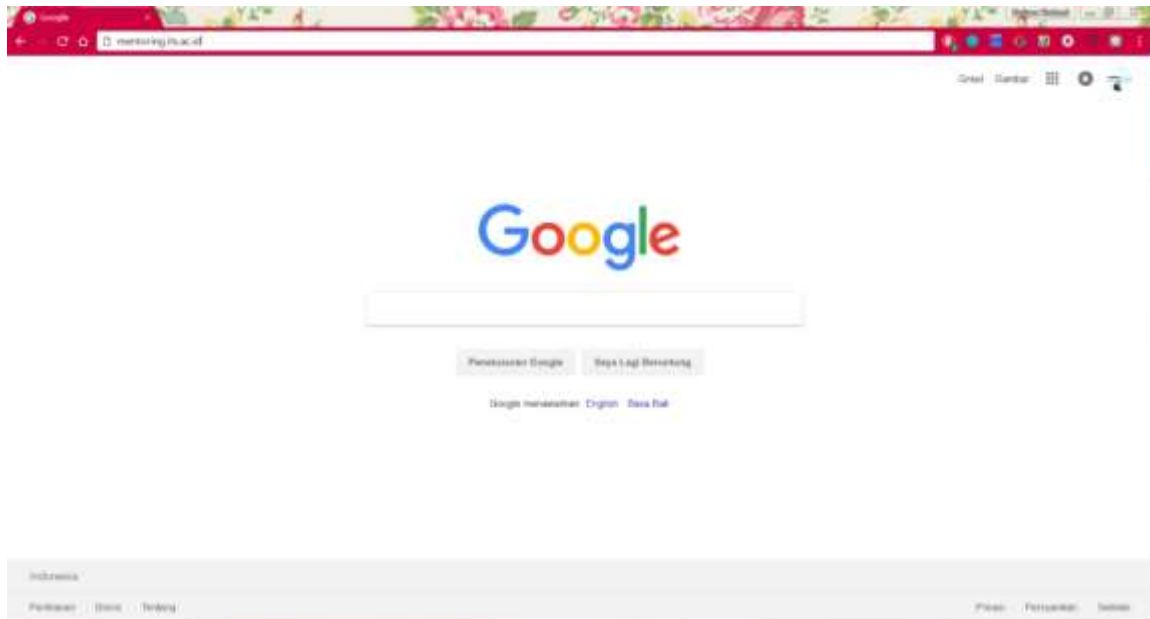 Google
mentoring.its.ac.id
Gmail Gambar
Google
Penelusuran Google Saya Lagi Beruntung
Google menawarkan English Basa Bali
Indonesia
Periklanan Bisnis Tentang
Privasi Persyaratan Setelan